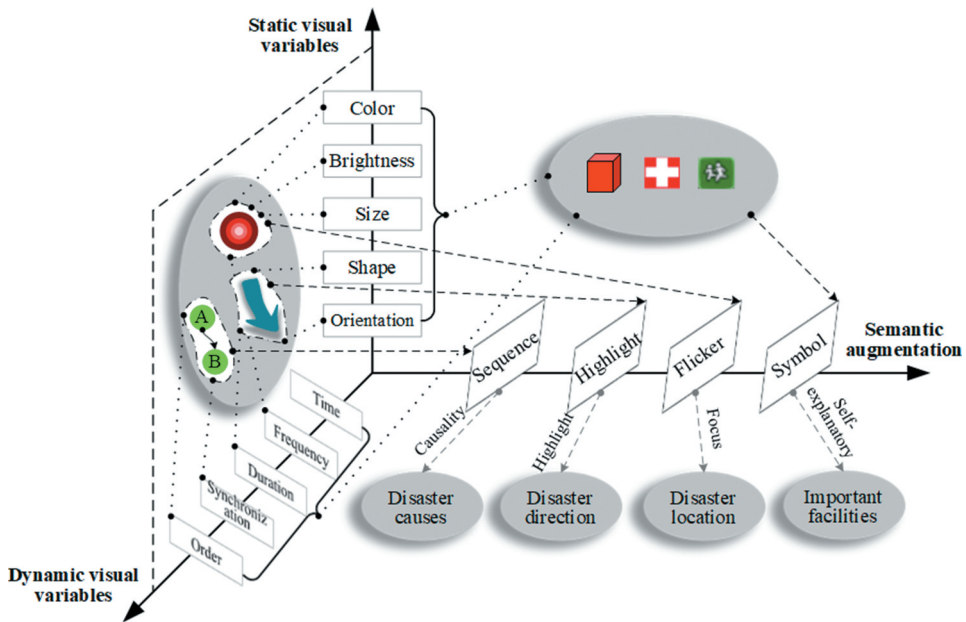 Static visual
variables
Color
Brightness
Size
Shape
Orientation
A
B
Sequence
Highlight
Flicker
Symbol
Semantic
augmentation
Time
Frequency
Duration
Synchroniz
ation
Order
Causality
Highlight
Focus
Self-
explanatory
Disaster
causes
Disaster
direction
Disaster
location
Important
facilities
Dynamic visual
variables